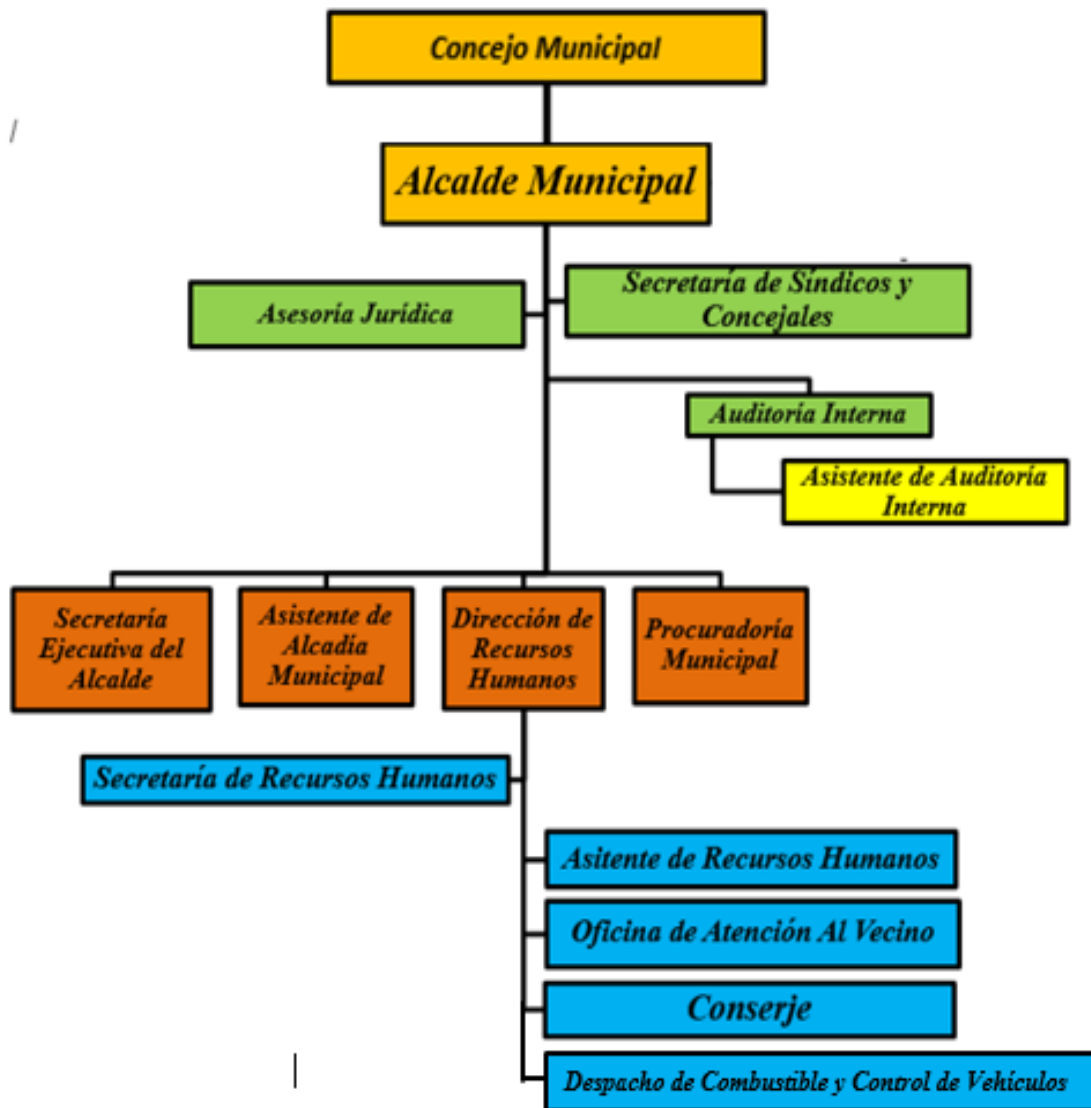 Concejo Municipal
Alcalde Municipal
Asesoría Jurídica
Secretaría de Síndicos y
Concejales
Auditoría Interna
Asistente de Auditoría
Interna
Secretaría
Ejecutiva del
Alcalde
Asistente de
Alcadía
Municipal
Dirección de
Recursos
Humanos
Procuradoría
Municipal
Secretaría de Recursos Humanos
Asitente de Recursos Humanos
Oficina de Atención Al Vecino
Conserje
Despacho de Combustible y Control de Vehículos